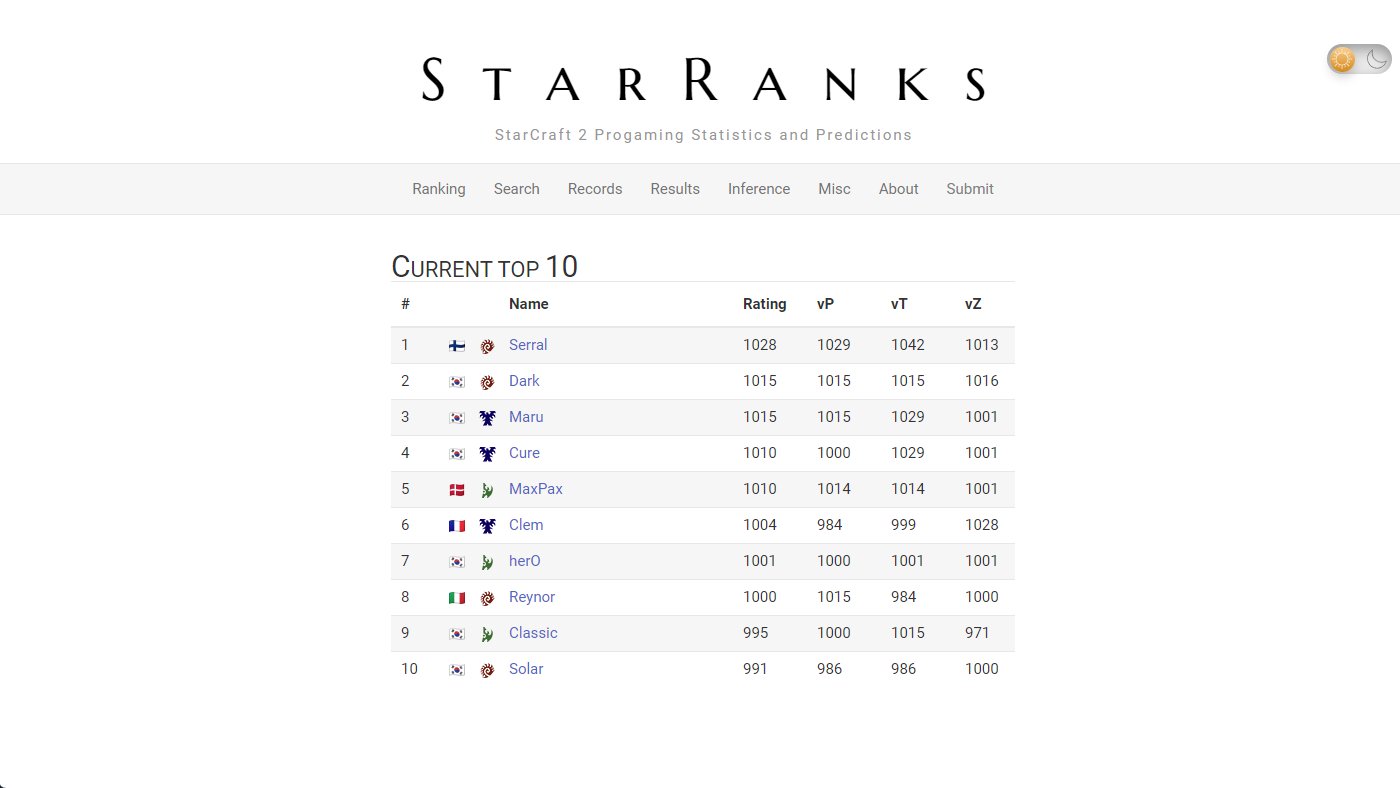 StarRanks
StarCraft 2 Progaming Statistics and Predictions
Ranking Search Records Results Inference Misc About Submit
Current top 10
# Name Rating vP vT vZ
1 Serral 1028 1029 1042 1013
2 Dark 1015 1015 1015 1016
3 Maru 1015 1015 1029 1001
4 Cure 1010 1000 1029 1001
5 MaxPax 1010 1014 1014 1001
6 Clem 1004 984 999 1028
7 herO 1001 1000 1001 1001
8 Reynor 1000 1015 984 1000
9 Classic 995 1000 1015 971
10 Solar 991 986 986 1000